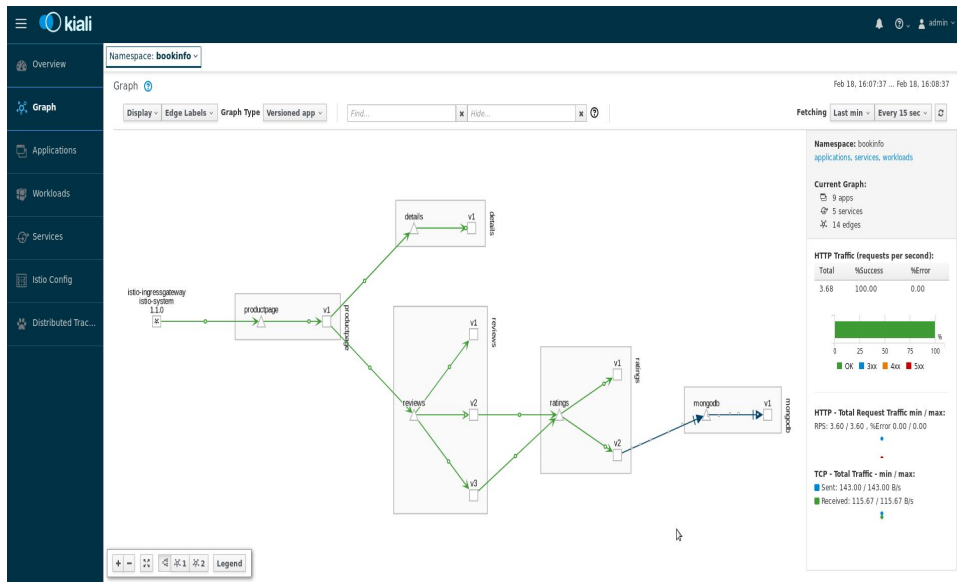 kiali
admin
Overview
Graph
Applications
Workloads
Services
Istio Config
Distributed Trac...
Namespace: bookinfo
Graph
Feb 18, 16:07:37 ... Feb 18, 16:08:37
Display
Edge Labels
Graph Type
Versioned app
Find...
Hide...
Fetching
Last min
Every 15 sec
istio-ingressgateway
istio-system
1.1.0
productpage
v1
productpage
details
v1
details
reviews
v1
v2
v3
reviews
ratings
v1
v2
ratings
mongodb
v1
mongodb
Namespace: bookinfo
applications, services, workloads
Current Graph:
9 apps
5 services
14 edges
HTTP Traffic (requests per second):
Total %Success %Error
3.68 100.00 0.00
%
0 25 50 75 100
OK 3xx 4xx 5xx
HTTP - Total Request Traffic min / max:
RPS: 3.60 / 3.60 , %Error 0.00 / 0.00
TCP - Total Traffic - min / max:
Sent: 143.00 / 143.00 B/s
Received: 115.67 / 115.67 B/s
+ - 1 2 Legend